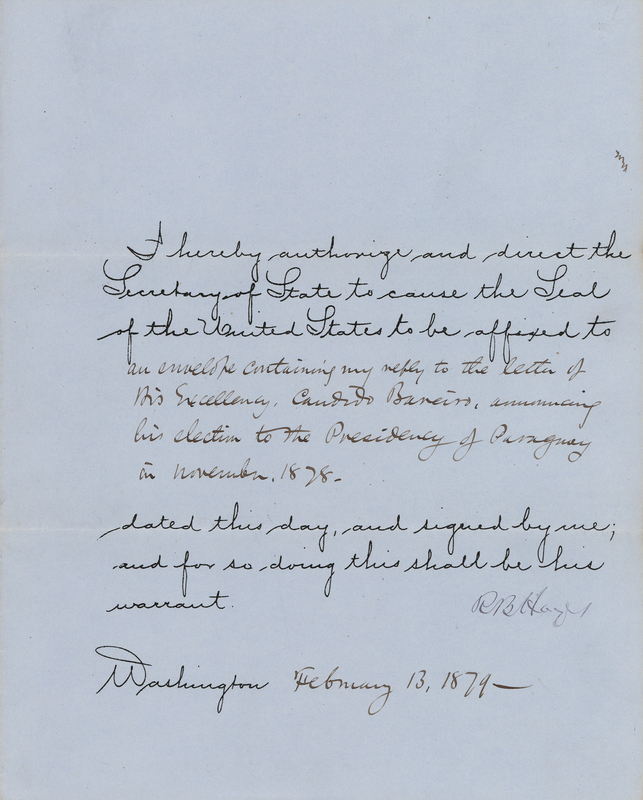 I hereby authorize and direct the
Secretary of State to cause the Seal
of the United States to be affixed to
an envelope containing my reply to the letter of
His Excellency, Candido Bareiro, announcing
his election to the Presidency of Paraguay
in November, 1878-
dated this day, and signed by me;
and for so doing this shall be his
warrant.
R B Hayes
Washington February 13, 1879-